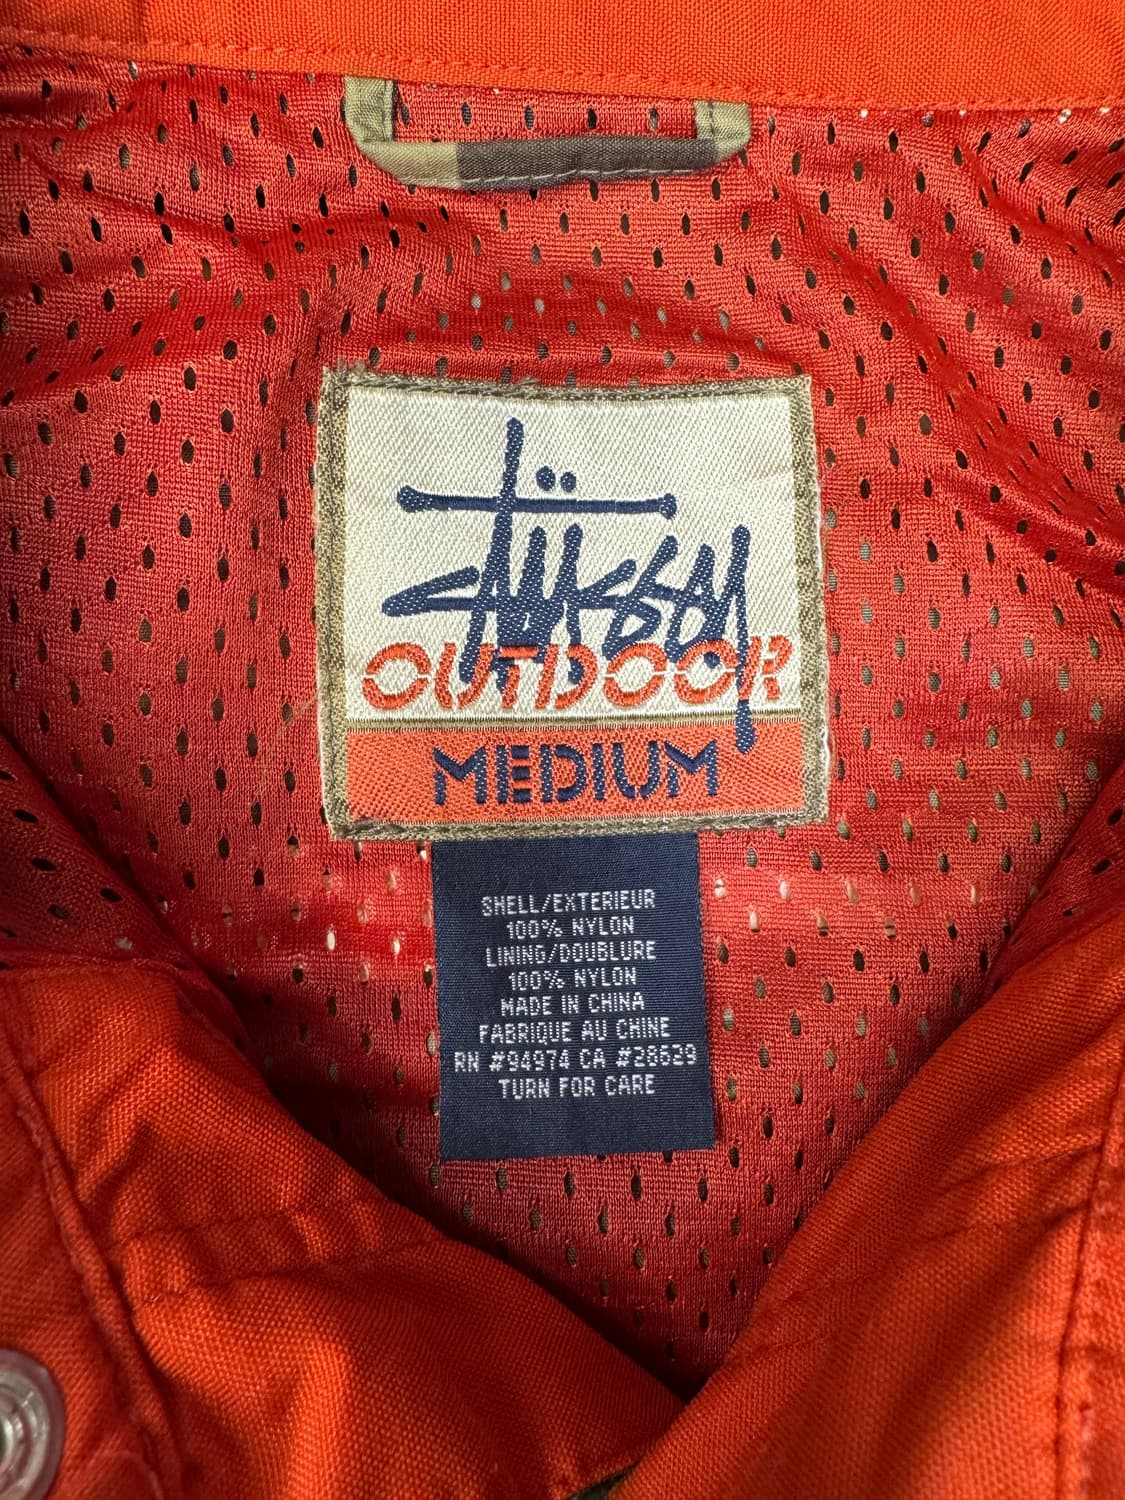 Stüssy
OUTDOOR
MEDIUM
SHELL/EXTERIEUR
100% NYLON
LINING/DOUBLURE
100% NYLON
MADE IN CHINA
FABRIQUE AU CHINE
RN #94974 CA #28639
TURN FOR CARE